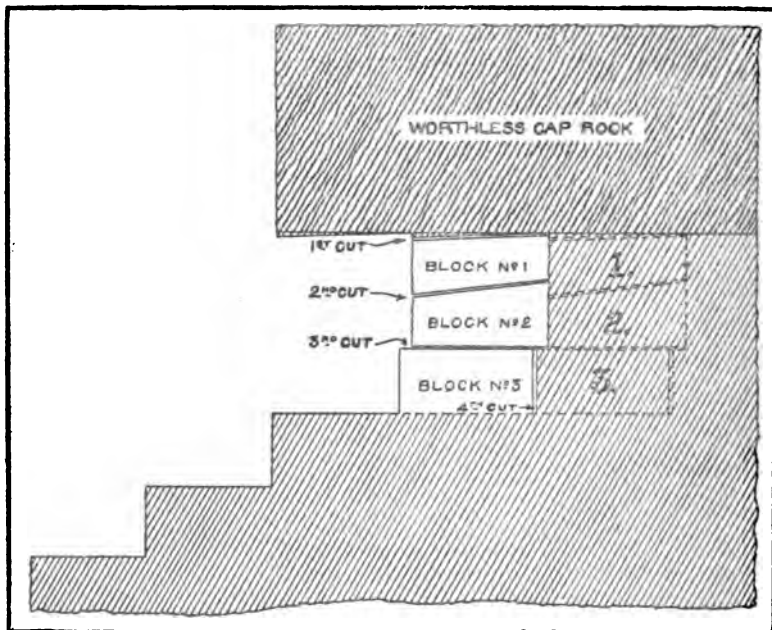 WORTHLESS CAP ROCK
1ST CUT
BLOCK Nº1
1.
2ND CUT
BLOCK Nº2
2.
3RD CUT
BLOCK Nº3
3.
4TH CUT